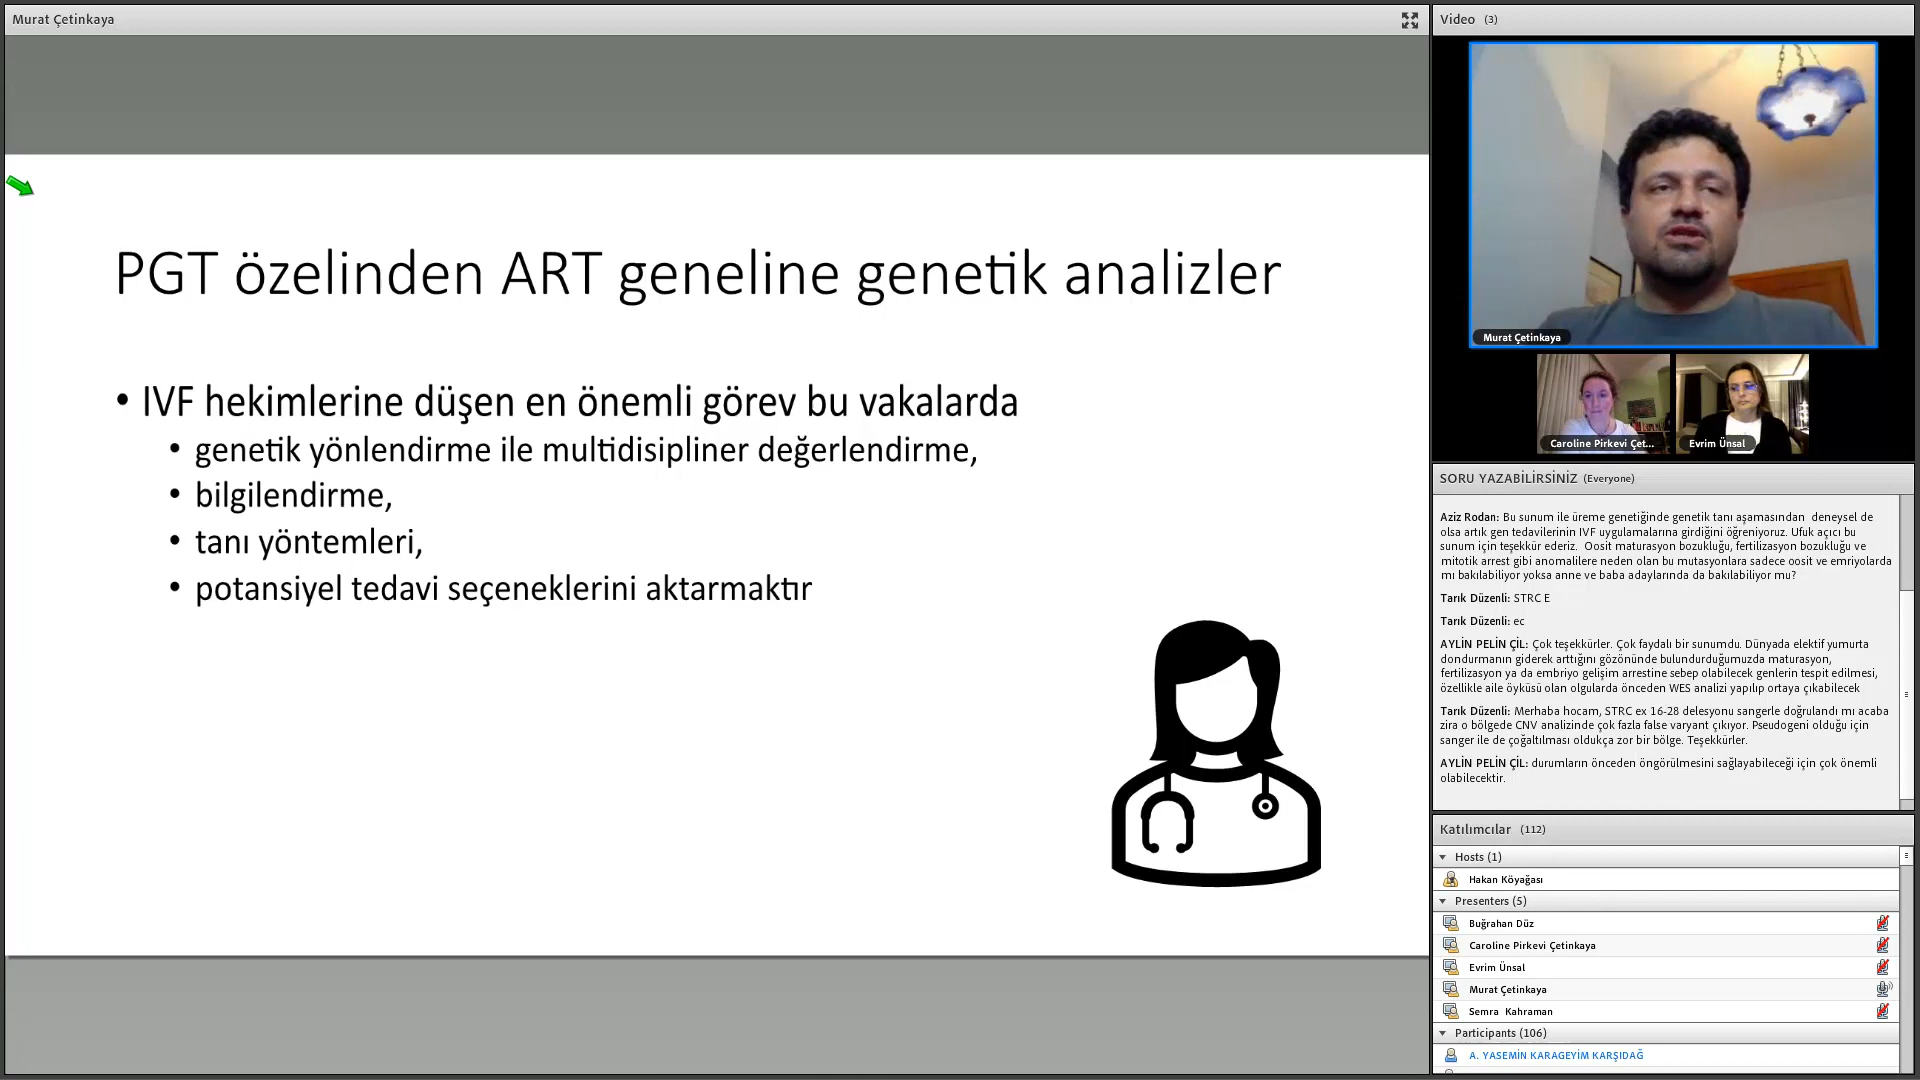 Murat Çetinkaya
PGT özelinden ART geneline genetik analizler
• IVF hekimlerine düşen en önemli görev bu vakalarda
• genetik yönlendirme ile multidisipliner değerlendirme,
• bilgilendirme,
• tanı yöntemleri,
• potansiyel tedavi seçeneklerini aktarmaktır
Video (3)
Murat Çetinkaya
Caroline Pirkevi Çet...
Evrim Ünsal
SORU YAZABİLİRSİNİZ (Everyone)
Aziz Rodan: Bu sunum ile üreme genetiğinde genetik tanı aşamasından deneysel de
olsa artık gen tedavilerinin IVF uygulamalarına girdiğini öğreniyoruz. Ufuk açıcı bu
sunum için teşekkür ederiz. Oosit maturasyon bozukluğu, fertilizasyon bozukluğu ve
mitotik arrest gibi anomalilere neden olan bu mutasyonlara sadece oosit ve emriyolarda
mı bakılabiliyor yoksa anne ve baba adaylarında da bakılabiliyor mu?
Tarık Düzenli: STRC E
Tarık Düzenli: ec
AYLİN PELİN ÇİL: Çok teşekkürler. Çok faydalı bir sunumdu. Dünyada elektif yumurta
dondurmanın giderek arttığını gözönünde bulundurduğumuzda maturasyon,
fertilizasyon ya da embriyo gelişim arrestine sebep olabilecek genlerin tespit edilmesi,
özellikle aile öyküsü olan olgularda önceden WES analizi yapılıp ortaya çıkabilecek
Tarık Düzenli: Merhaba hocam, STRC ex 16-28 delesyonu sangerle doğrulandı mı acaba
zira o bölgede CNV analizinde çok fazla false varyant çıkıyor. Pseudogeni olduğu için
sanger ile de çoğaltılması oldukça zor bir bölge. Teşekkürler.
AYLİN PELİN ÇİL: durumların önceden öngörülmesini sağlayabileceği için çok önemli
olabilecektir.
Katılımcılar (112)
Hosts (1)
Hakan Köyağası
Presenters (5)
Buğrahan Düz
Caroline Pirkevi Çetinkaya
Evrim Ünsal
Murat Çetinkaya
Semra Kahraman
Participants (106)
A. YASEMİN KARAGEYİM KARŞIDAĞ